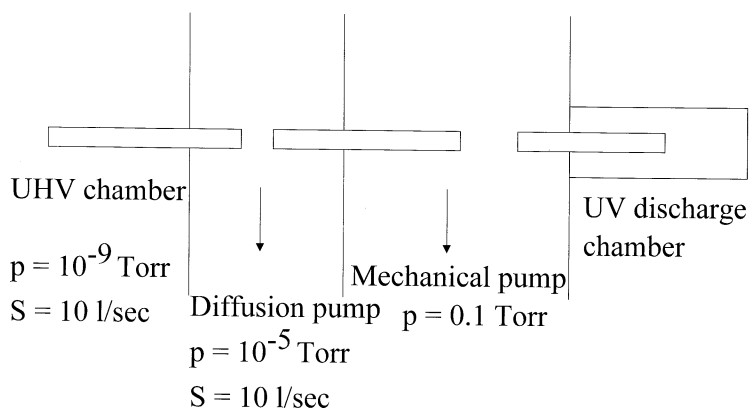 UHV chamber
p = 10-9 Torr
S = 10 l/sec
Diffusion pump
p = 10-5 Torr
S = 10 l/sec
Mechanical pump
p = 0.1 Torr
UV discharge
chamber